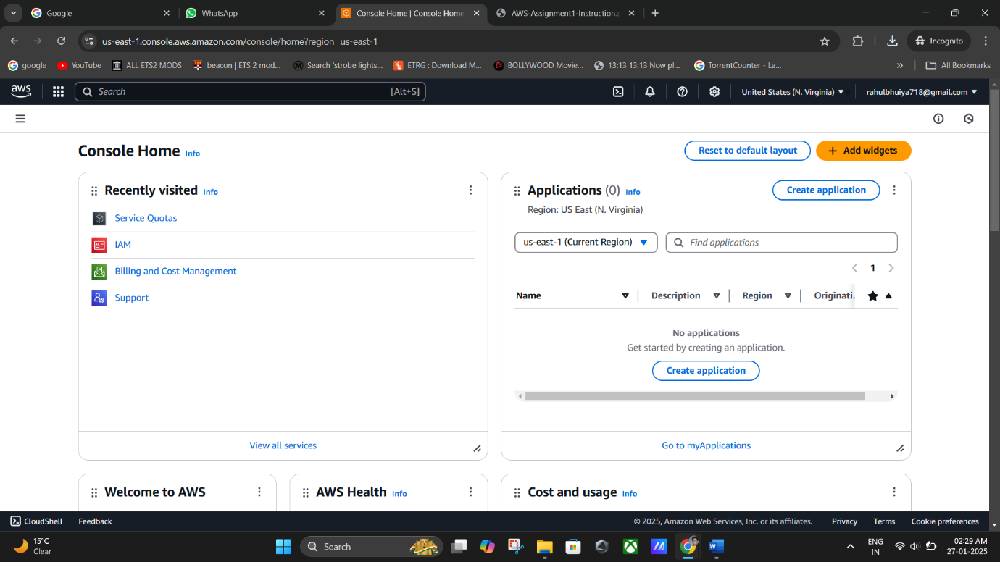 Google
WhatsApp
Console Home | Console Home
AWS-Assignment1-Instruction.p
us-east-1.console.aws.amazon.com/console/home?region=us-east-1
Incognito
google
YouTube
ALL ETS2 MODS
beacon | ETS 2 mod...
Search 'strobe lights...
ETRG : Download M...
BOLLYWOOD Movie...
13:13 13:13 Now pl...
TorrentCounter - La...
»
All Bookmarks
aws
Search
[Alt+S]
United States (N. Virginia)
rahulbhuiya718@gmail.com
Console Home Info
Reset to default layout
+ Add widgets
Recently visited Info
Service Quotas
IAM
Billing and Cost Management
Support
View all services
Applications (0) Info
Create application
Region: US East (N. Virginia)
us-east-1 (Current Region)
Find applications
1
Name
Description
Region
Originati.
No applications
Get started by creating an application.
Create application
Go to myApplications
Welcome to AWS
AWS Health Info
Cost and usage Info
CloudShell
Feedback
© 2025, Amazon Web Services, Inc. or its affiliates.
Privacy
Terms
Cookie preferences
15°C
Clear
Search
ENG
IN
02:29 AM
27-01-2025